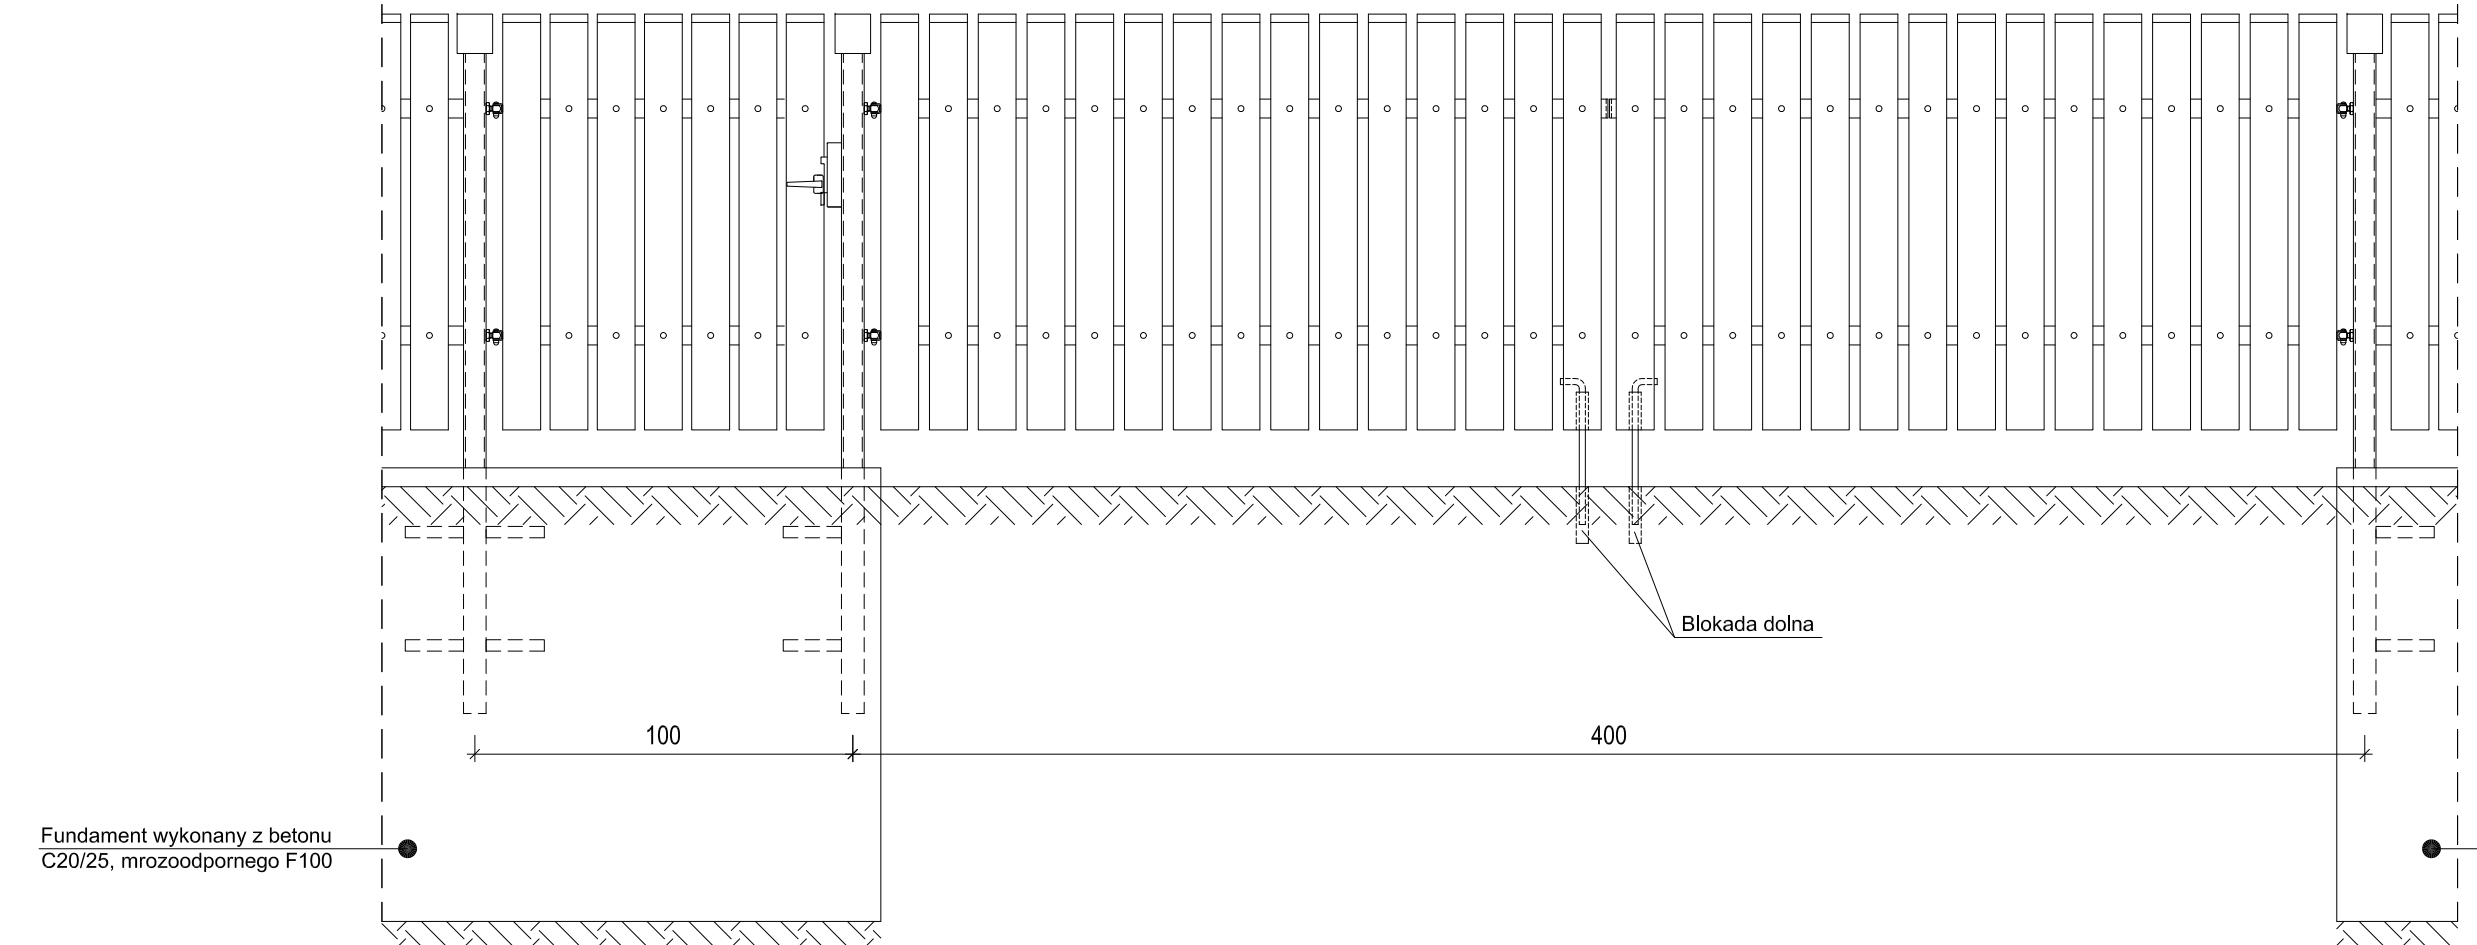 Blokada dolna
100
400
Fundament wykonany z betonu
C20/25, mrozoodpornego F100